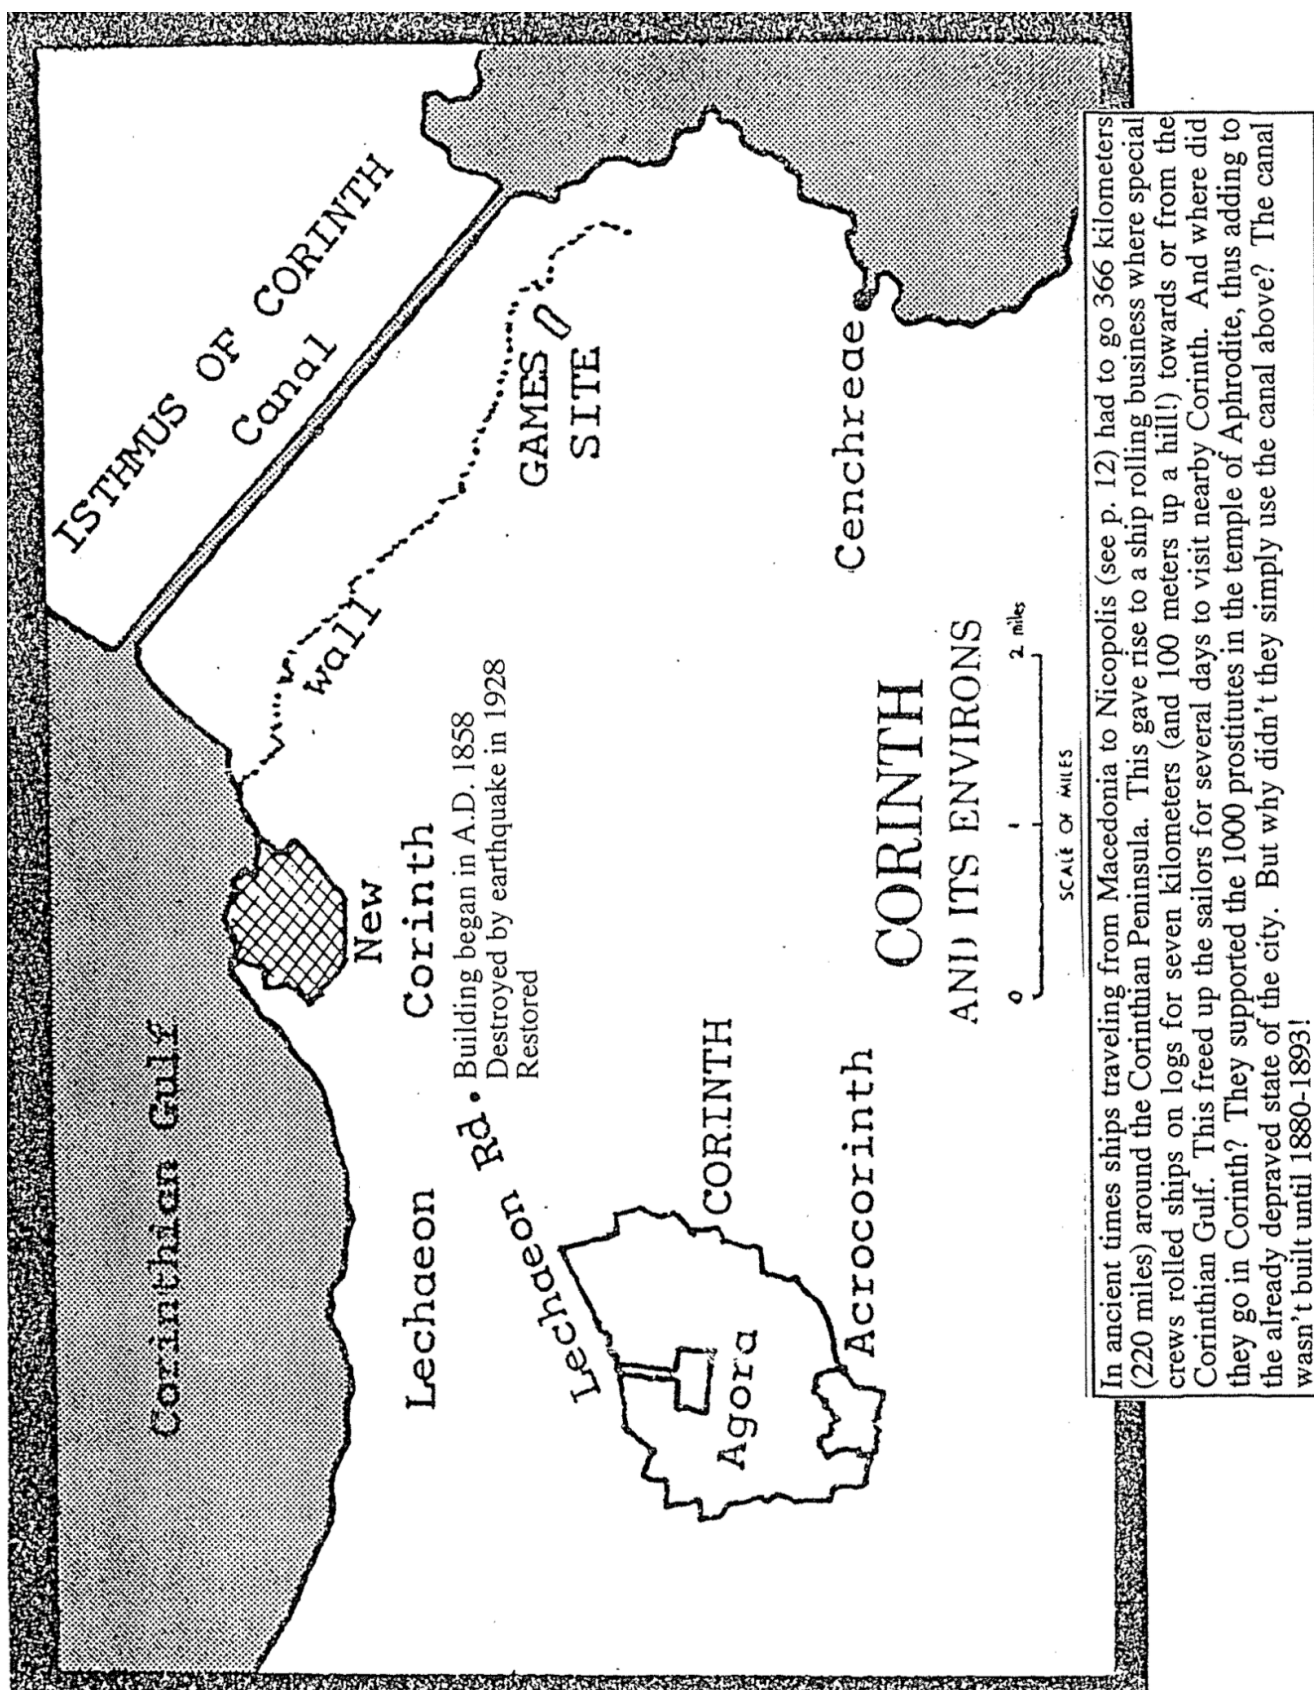 Corinthian Gulf
ISTHMUS OF CORINTH
Canal
wall
GAMES
SITE
New
Corinth
• Building began in A.D. 1858
Destroyed by earthquake in 1928
Restored
Lechaeon
Lechaeon Rd.
CORINTH
Agora
Acrocorinth
Cenchreae
CORINTH
AND ITS ENVIRONS
0 1 2 miles
SCALE OF MILES
In ancient times ships traveling from Macedonia to Nicopolis (see p. 12) had to go 366 kilometers
(220 miles) around the Corinthian Peninsula. This gave rise to a ship rolling business where special
crews rolled ships on logs for seven kilometers (and 100 meters up a hill!) towards or from the
Corinthian Gulf. This freed up the sailors for several days to visit nearby Corinth. And where did
they go in Corinth? They supported the 1000 prostitutes in the temple of Aphrodite, thus adding to
the already depraved state of the city. But why didn't they simply use the canal above? The canal
wasn't built until 1880-1893!